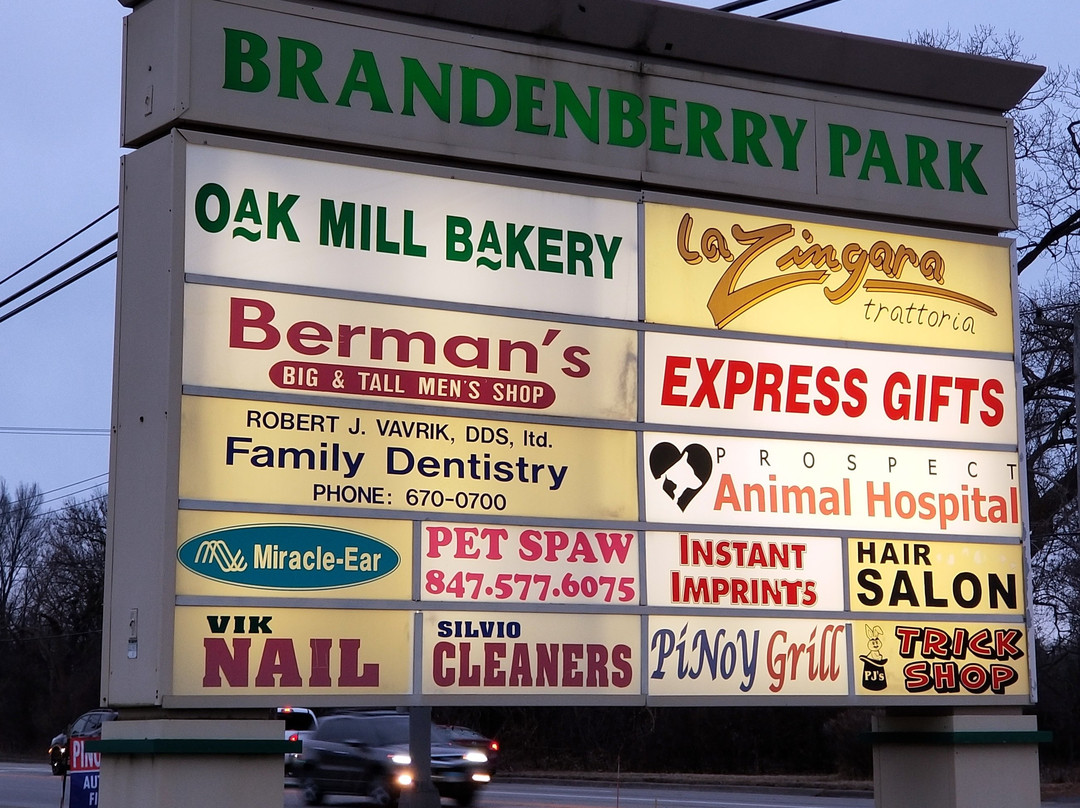 BRANDENBERRY PARK
OAK MILL BAKERY
La Zingara
trattoria
Berman's
BIG & TALL MEN'S SHOP
EXPRESS GIFTS
ROBERT J. VAVRIK, DDS, ltd.
Family Dentistry
PHONE: 670-0700
PROSPECT
Animal Hospital
Miracle-Ear
PET SPAW
847.577.6075
INSTANT
IMPRINTS
HAIR
SALON
VIK
NAIL
SILVIO
CLEANERS
PiNoy Grill
PJ's
TRICK
SHOP